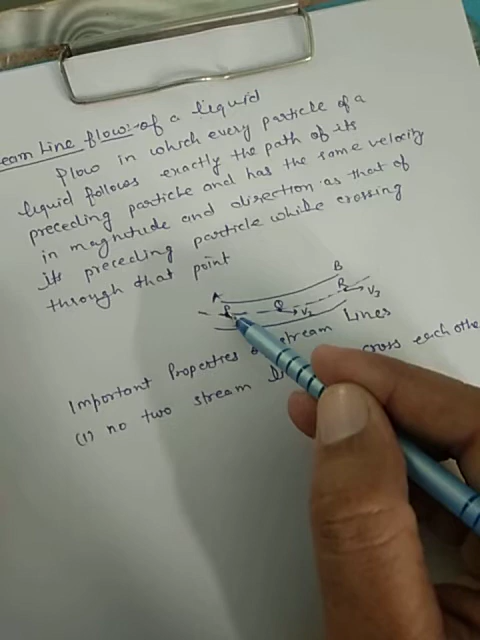 eam Line flow:- of a liquid
flow in which every particle of a
liquid follows exactly the path of its
preceding particle and has the same velocity
in magnitude and direction as that of
its preceding particle while crossing
through that point
A
B
P
Q
R
V2
V3
Important Properties stream Lines
(1) no two stream cross each othe